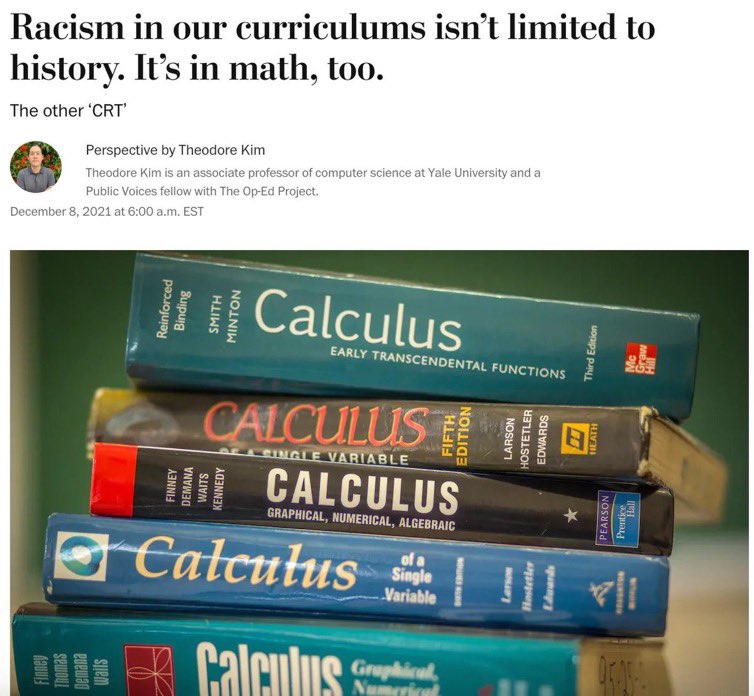 Racism in our curriculums isn’t limited to
history. It’s in math, too.
The other ‘CRT’
Perspective by Theodore Kim
Theodore Kim is an associate professor of computer science at Yale University and a
Public Voices fellow with The Op-Ed Project.
December 8, 2021 at 6:00 a.m. EST
Reinforced
Binding
SMITH
MINTON
Calculus
EARLY TRANSCENDENTAL FUNCTIONS
Third Edition
Mc
Graw
Hill
CALCULUS
OF A SINGLE VARIABLE
FIFTH
EDITION
LARSON
HOSTETLER
EDWARDS
HEATH
FINNEY
DEMANA
WAITS
KENNEDY
CALCULUS
GRAPHICAL, NUMERICAL, ALGEBRAIC
PEARSON
Prentice
Hall
Calculus
of a
Single
Variable
Larson
Hostetler
Edwards
Finney
Thomas
Demana
Waits
Calculus
Graphical,
Numerical